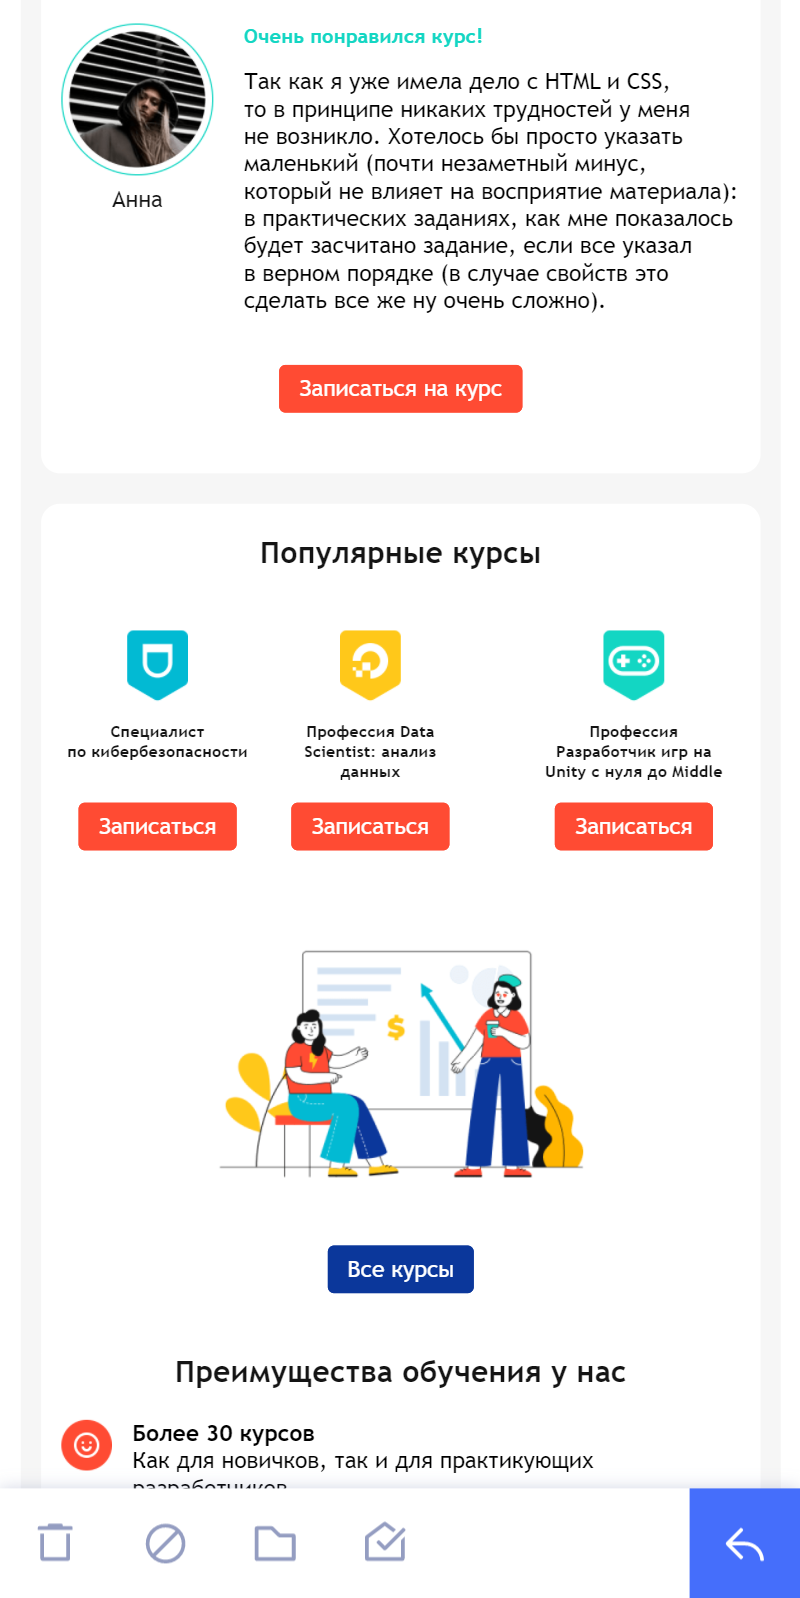 Очень понравился курс!
Так как я уже имела дело с HTML и CSS,
то в принципе никаких трудностей у меня
не возникло. Хотелось бы просто указать
маленький (почти незаметный минус,
который не влияет на восприятие материала):
в практических заданиях, как мне показалось
будет засчитано задание, если все указал
в верном порядке (в случае свойств это
сделать все же ну очень сложно).
Анна
Записаться на курс
Популярные курсы
Специалист
по кибербезопасности
Записаться
Профессия Data
Scientist: анализ
данных
Записаться
Профессия
Разработчик игр на
Unity с нуля до Middle
Записаться
$
Все курсы
Преимущества обучения у нас
Более 30 курсов
Как для новичков, так и для практикующих
разработчиков